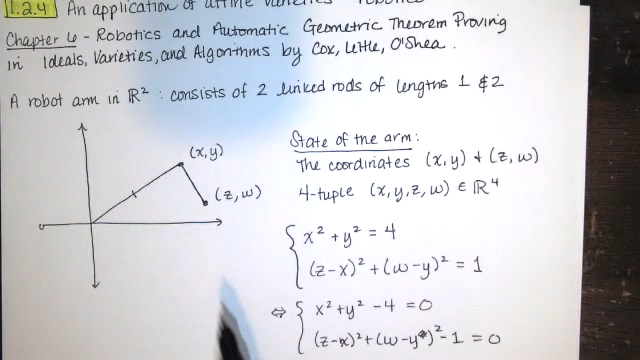 1.2.4 An application of affine varieties robotics
Chapter 6 - Robotics and Automatic Geometric Theorem Proving
in Ideals, Varieties, and Algorithms by Cox, Little, O'Shea.
A robot arm in ℝ² : consists of 2 linked rods of lengths 1 & 2
(x,y)
(z,w)
State of the arm:
The coordinates (x,y) + (z,w)
4-tuple (x,y,z,w) ∈ ℝ⁴
{ x² + y² = 4
(z-x)² + (w-y)² = 1
⇔ { x² + y² - 4 = 0
(z-x)² + (w-y)² - 1 = 0